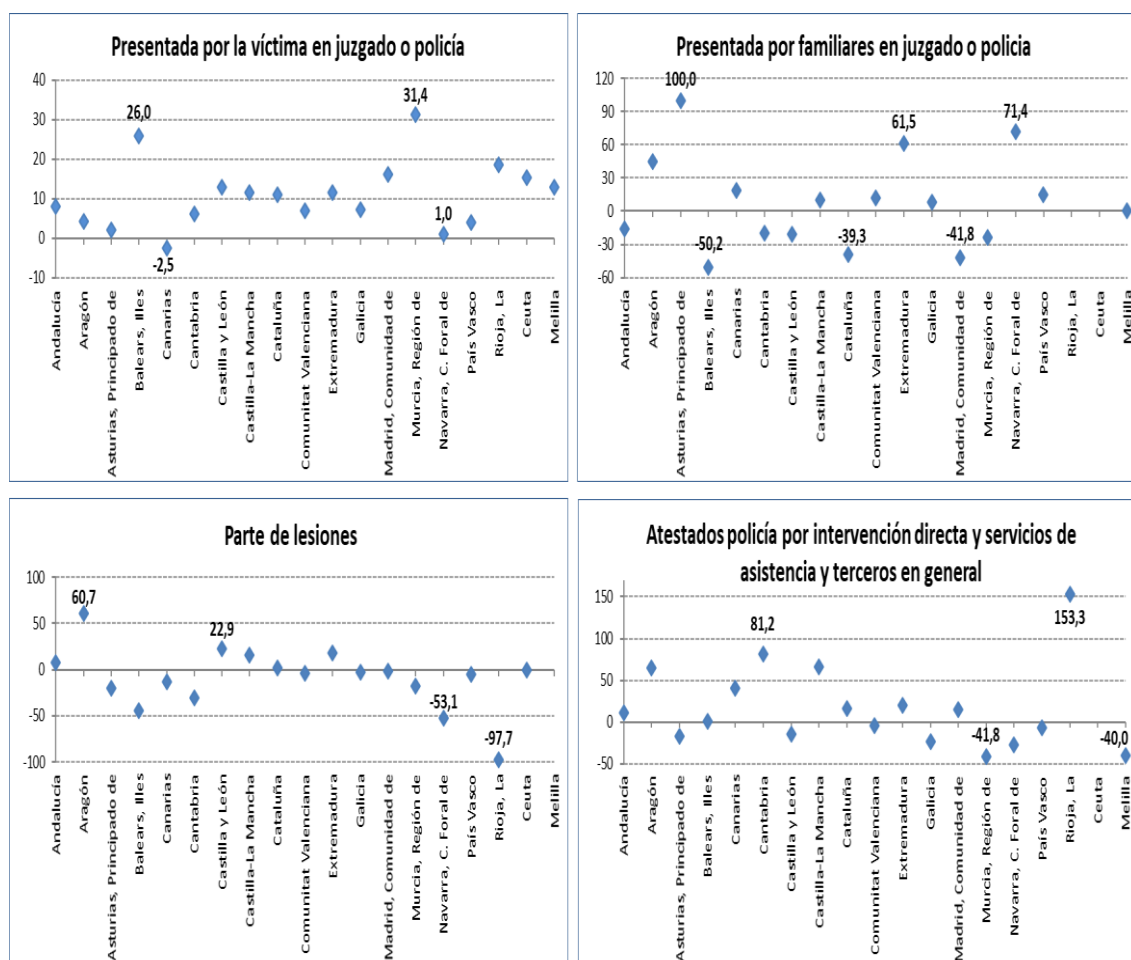 Presentada por la víctima en juzgado o policía
40
30
20
10
0
-10
26,0
-2,5
31,4
1,0
Andalucía
Aragón
Asturias, Principado de
Balears, Illes
Canarias
Cantabria
Castilla y León
Castilla-La Mancha
Cataluña
Comunitat Valenciana
Extremadura
Galicia
Madrid, Comunidad de
Murcia, Región de
Navarra, C. Foral de
País Vasco
Rioja, La
Ceuta
Melilla
Presentada por familiares en juzgado o policia
120
90
60
30
0
-30
-60
100,0
-50,2
-39,3
61,5
-41,8
71,4
Andalucía
Aragón
Asturias, Principado de
Balears, Illes
Canarias
Cantabria
Castilla y León
Castilla-La Mancha
Cataluña
Comunitat Valenciana
Extremadura
Galicia
Madrid, Comunidad de
Murcia, Región de
Navarra, C. Foral de
País Vasco
Rioja, La
Ceuta
Melilla
Parte de lesiones
100
50
0
-50
-100
60,7
22,9
-53,1
-97,7
Andalucía
Aragón
Asturias, Principado de
Balears, Illes
Canarias
Cantabria
Castilla y León
Castilla-La Mancha
Cataluña
Comunitat Valenciana
Extremadura
Galicia
Madrid, Comunidad de
Murcia, Región de
Navarra, C. Foral de
País Vasco
Rioja, La
Ceuta
Melilla
Atestados policía por intervención directa y servicios de
asistencia y terceros en general
150
100
50
0
-50
81,2
-41,8
153,3
-40,0
Andalucía
Aragón
Asturias, Principado de
Balears, Illes
Canarias
Cantabria
Castilla y León
Castilla-La Mancha
Cataluña
Comunitat Valenciana
Extremadura
Galicia
Madrid, Comunidad de
Murcia, Región de
Navarra, C. Foral de
País Vasco
Rioja, La
Ceuta
Melilla